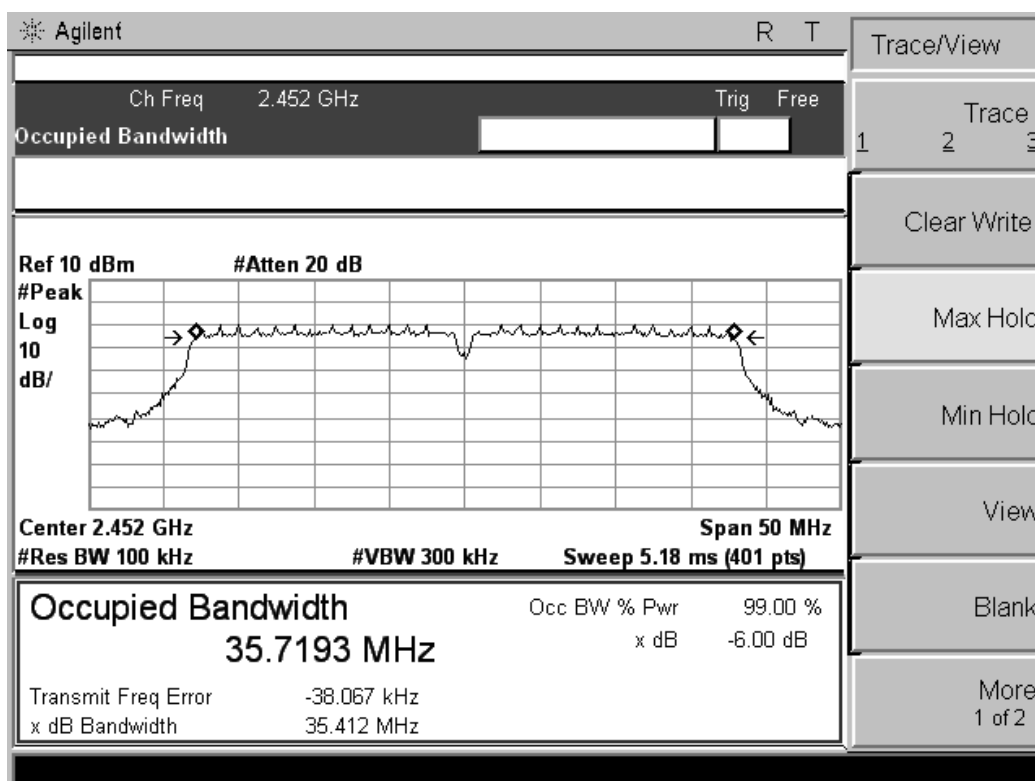 Agilent R T
Trace/View
Ch Freq 2.452 GHz Trig Free
Occupied Bandwidth
Trace
1 2 3
Clear Write
Max Hold
Min Hold
View
Blank
More
1 of 2
Ref 10 dBm #Atten 20 dB
#Peak
Log
10
dB/
Center 2.452 GHz Span 50 MHz
#Res BW 100 kHz #VBW 300 kHz Sweep 5.18 ms (401 pts)
Occupied Bandwidth
35.7193 MHz
Occ BW % Pwr 99.00 %
x dB -6.00 dB
Transmit Freq Error -38.067 kHz
x dB Bandwidth 35.412 MHz